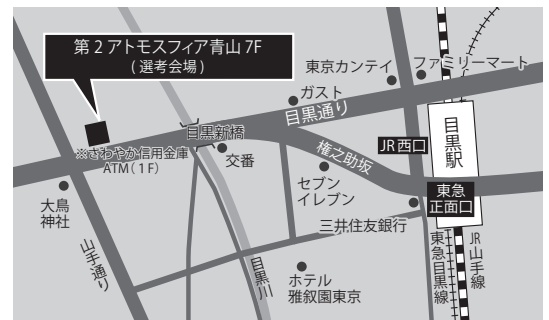 第2アトモスフィア青山 7F
(選考会場)
東京カンテイ
ファミリーマート
ガスト
目黒通り
目黒新橋
※さわやか信用金庫
ATM(1F)
交番
権之助坂
JR西口
目黒駅
セブン
イレブン
東急
正面口
大鳥
神社
三井住友銀行
山手通り
目黒川
ホテル
雅叙園東京
東急目黒線
JR山手線